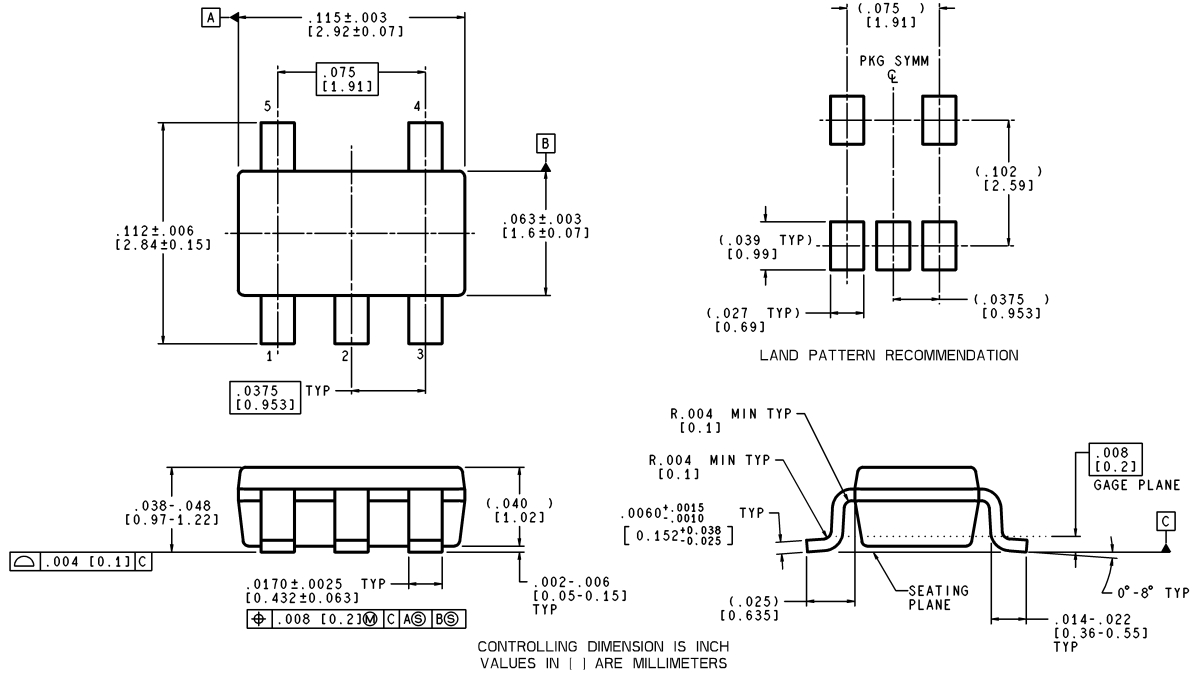 A
.115±.003
[2.92±0.07]
.075
[1.91]
5
4
B
.112±.006
[2.84±0.15]
.063±.003
[1.6±0.07]
1
2
3
.0375 TYP
[0.953]
(.075 )
[1.91]
PKG SYMM
℄
(.102 )
[2.59]
(.039 TYP)
[0.99]
(.027 TYP)
[0.69]
(.0375 )
[0.953]
LAND PATTERN RECOMMENDATION
.038-.048
[0.97-1.22]
(.040 )
[1.02]
⌓ .004 [0.1] C
.0170±.0025 TYP
[0.432±0.063]
⌖ .008 [0.2]Ⓜ C AⓈ BⓈ
.002-.006
[0.05-0.15]
TYP
R.004 MIN TYP
[0.1]
R.004 MIN TYP
[0.1]
.0060 +.0015 -.0010 TYP
[0.152 +0.038 -0.025]
.008
[0.2]
GAGE PLANE
C
0°-8° TYP
SEATING
PLANE
(.025)
[0.635]
.014-.022
[0.36-0.55]
TYP
CONTROLLING DIMENSION IS INCH
VALUES IN [ ] ARE MILLIMETERS